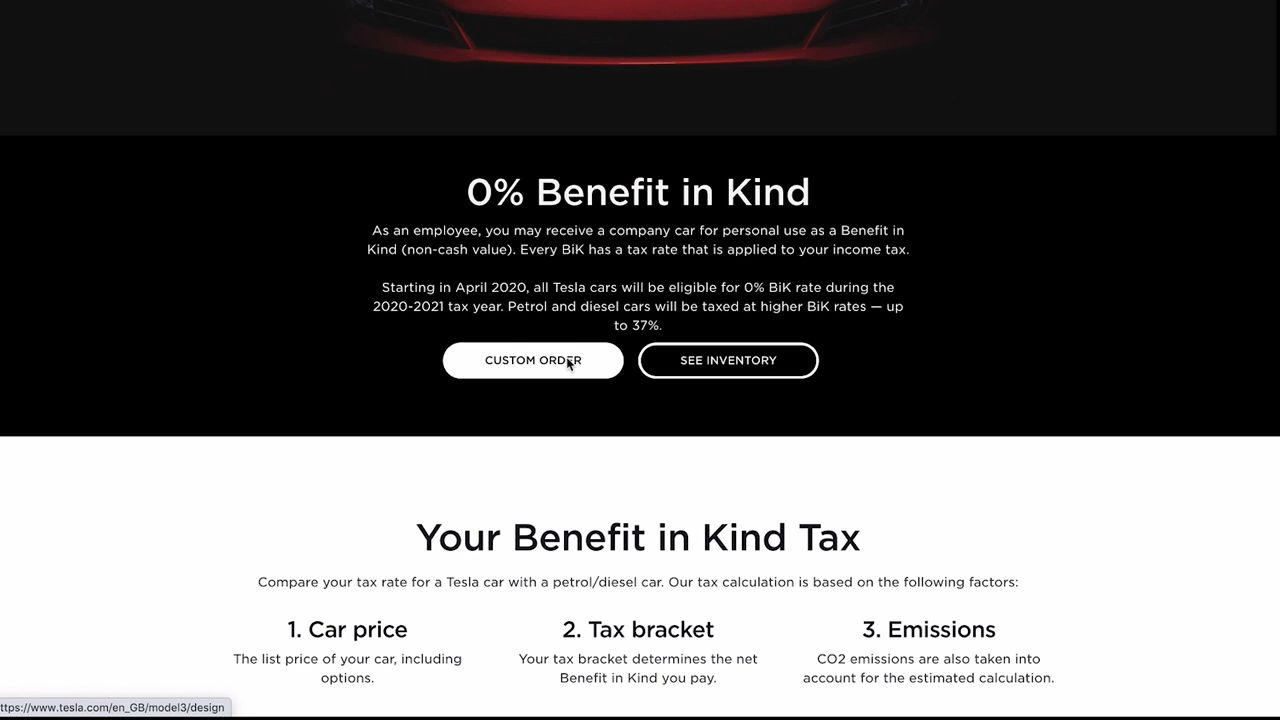 0% Benefit in Kind
As an employee, you may receive a company car for personal use as a Benefit in
Kind (non-cash value). Every BiK has a tax rate that is applied to your income tax.
Starting in April 2020, all Tesla cars will be eligible for 0% BiK rate during the
2020-2021 tax year. Petrol and diesel cars will be taxed at higher BiK rates — up
to 37%.
CUSTOM ORDER
SEE INVENTORY
Your Benefit in Kind Tax
Compare your tax rate for a Tesla car with a petrol/diesel car. Our tax calculation is based on the following factors:
1. Car price
The list price of your car, including
options.
2. Tax bracket
Your tax bracket determines the net
Benefit in Kind you pay.
3. Emissions
CO2 emissions are also taken into
account for the estimated calculation.
ttps://www.tesla.com/en_GB/model3/design